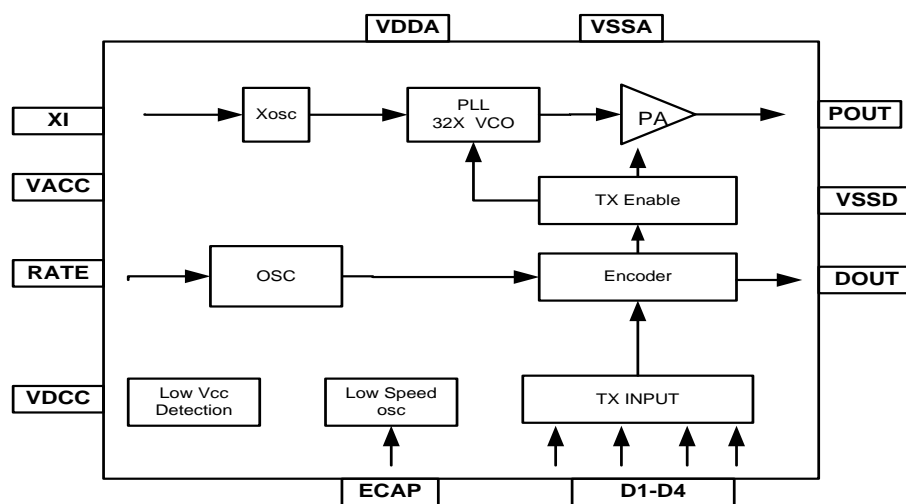 VDDA
VSSA
XI
Xosc
PLL
32X VCO
PA
POUT
VACC
TX Enable
VSSD
RATE
OSC
Encoder
DOUT
VDCC
Low Vcc
Detection
Low Speed
osc
TX INPUT
ECAP
D1-D4